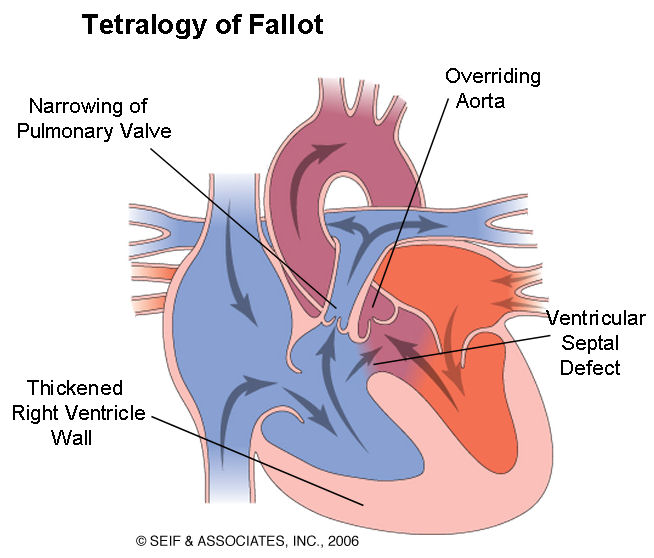 Tetralogy of Fallot
Overriding
Aorta
Narrowing of
Pulmonary Valve
Ventricular
Septal
Defect
Thickened
Right Ventricle
Wall
© SEIF & ASSOCIATES, INC., 2006